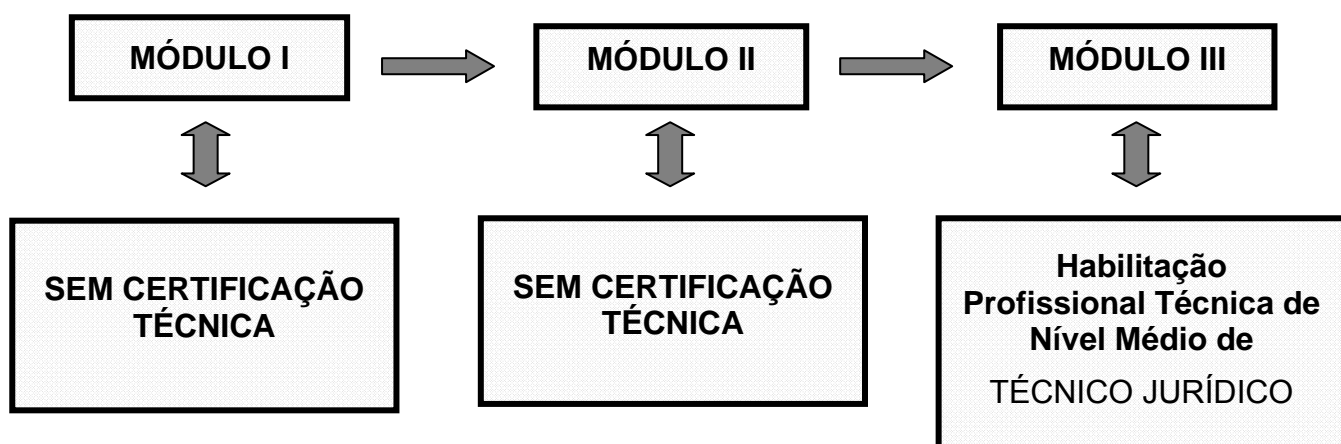 MÓDULO I
MÓDULO II
MÓDULO III
SEM CERTIFICAÇÃO
TÉCNICA
SEM CERTIFICAÇÃO
TÉCNICA
Habilitação
Profissional Técnica de
Nível Médio de
TÉCNICO JURÍDICO